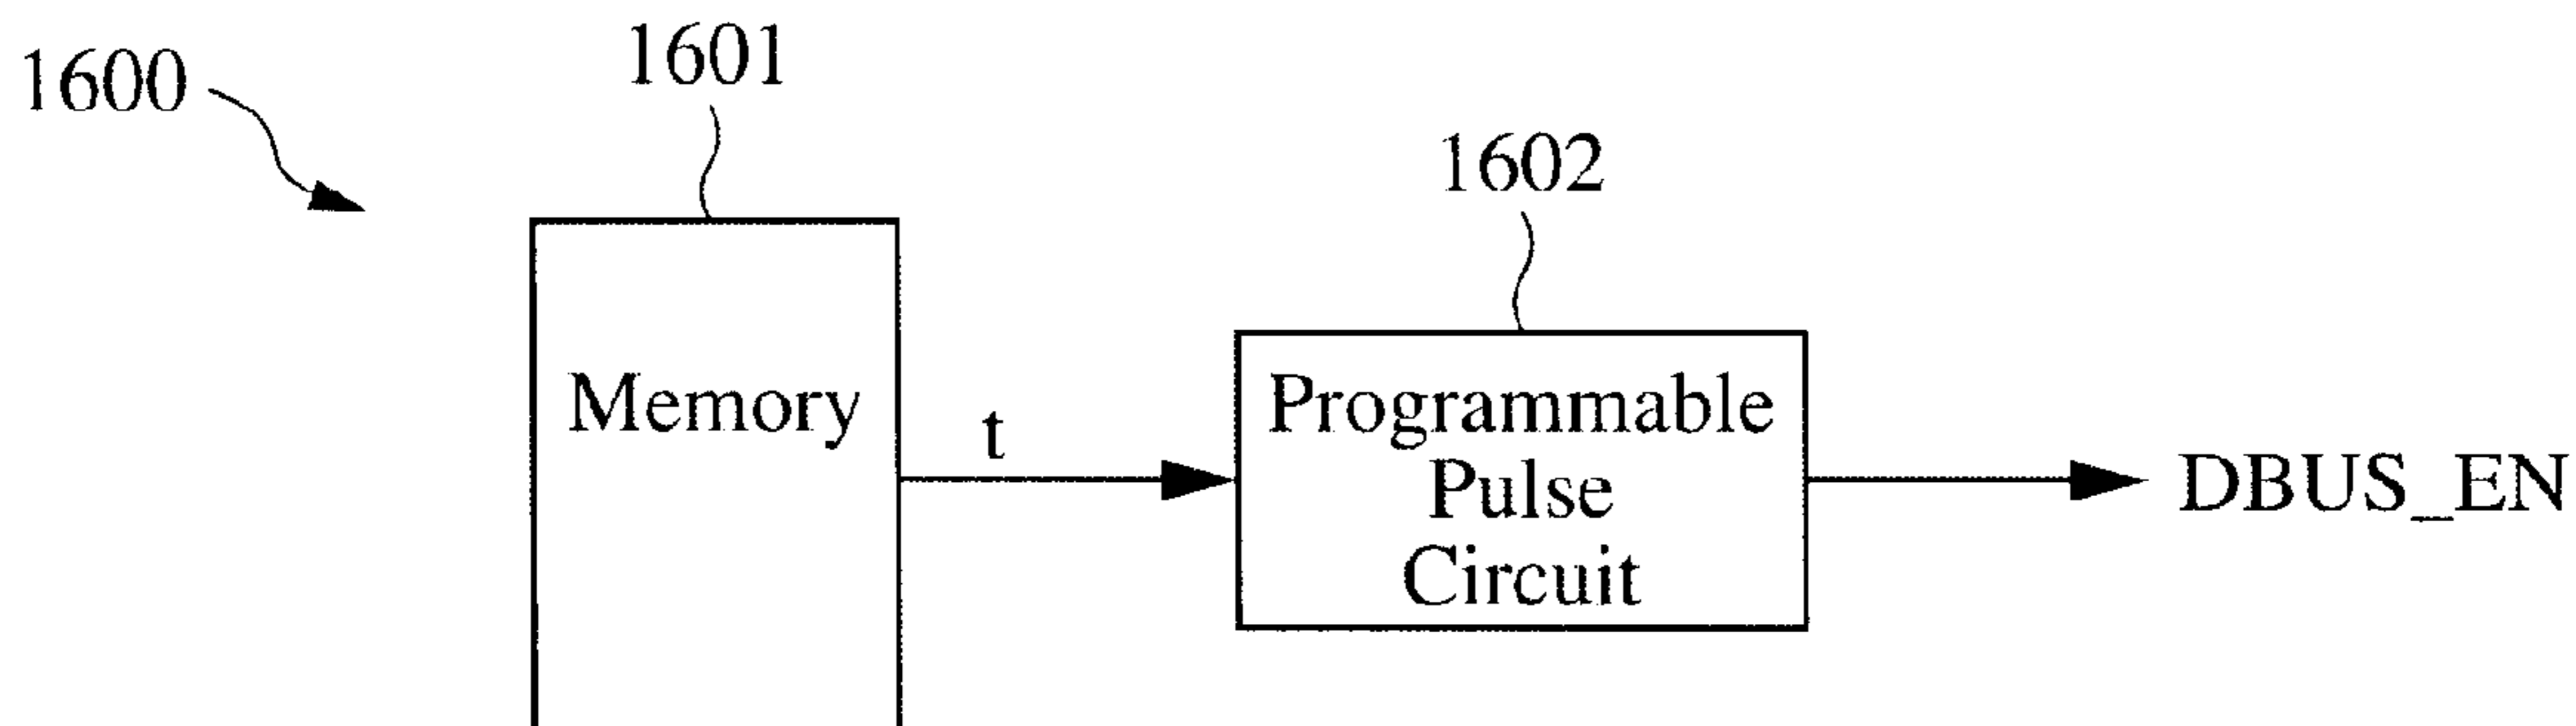 1600
1601
1602
Memory
t
Programmable
Pulse
Circuit
DBUS_EN